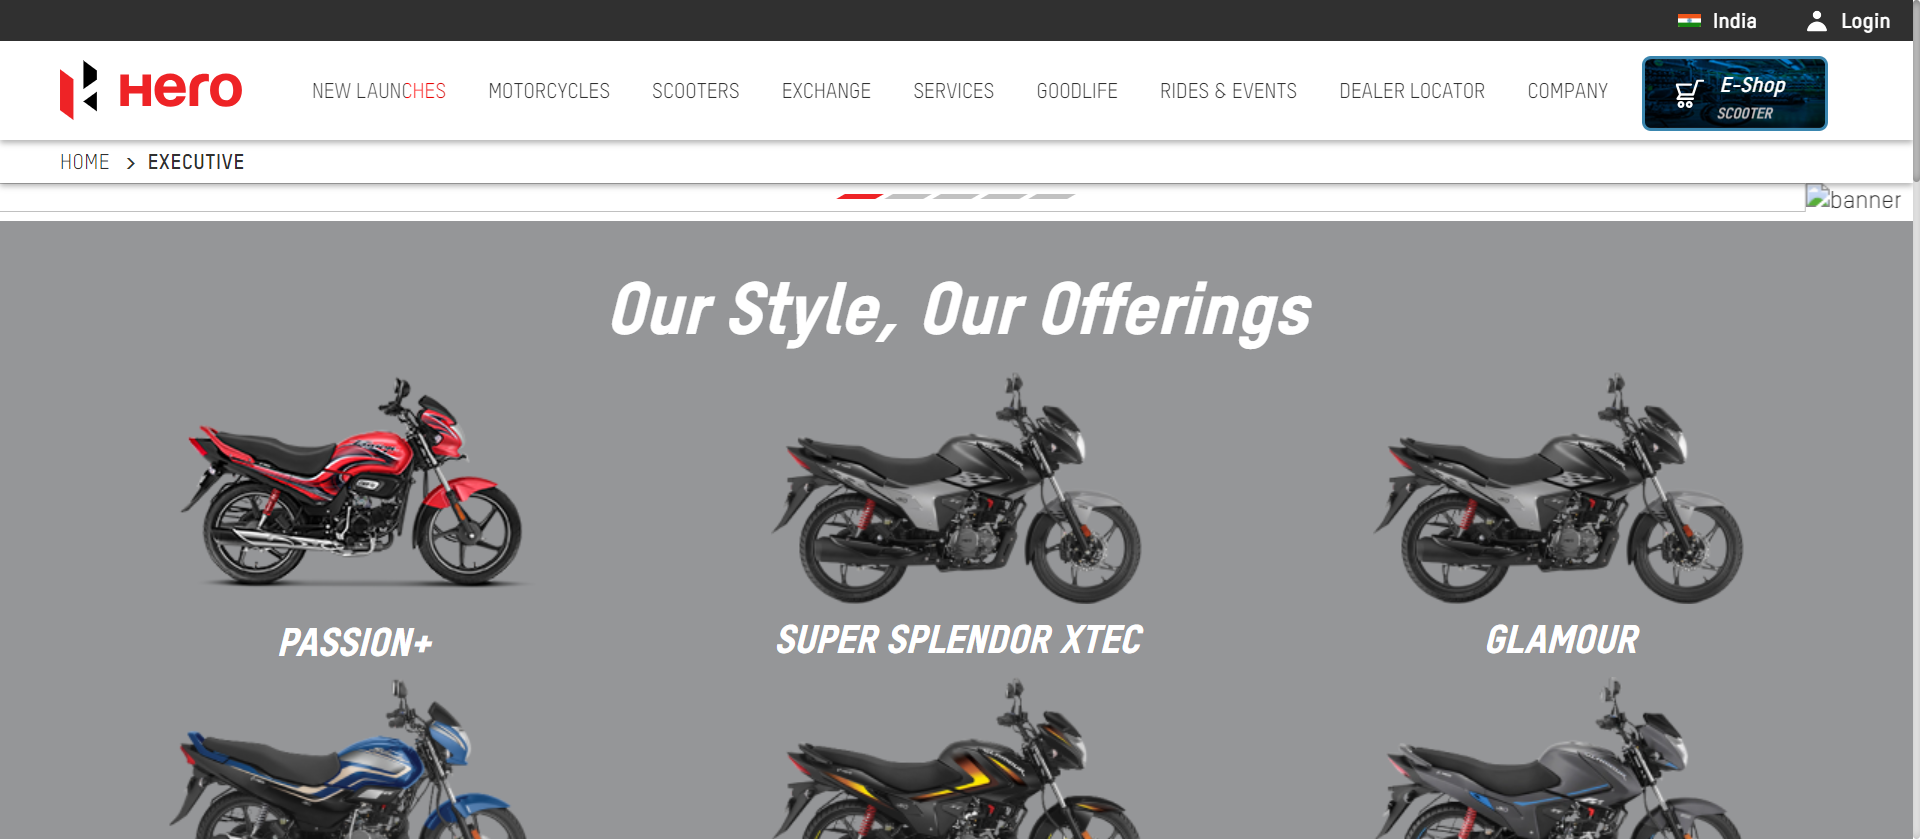 India
Login
Hero
NEW LAUNCHES
MOTORCYCLES
SCOOTERS
EXCHANGE
SERVICES
GOODLIFE
RIDES & EVENTS
DEALER LOCATOR
COMPANY
E-Shop
SCOOTER
HOME > EXECUTIVE
banner
Our Style, Our Offerings
PASSION+
SUPER SPLENDOR XTEC
GLAMOUR